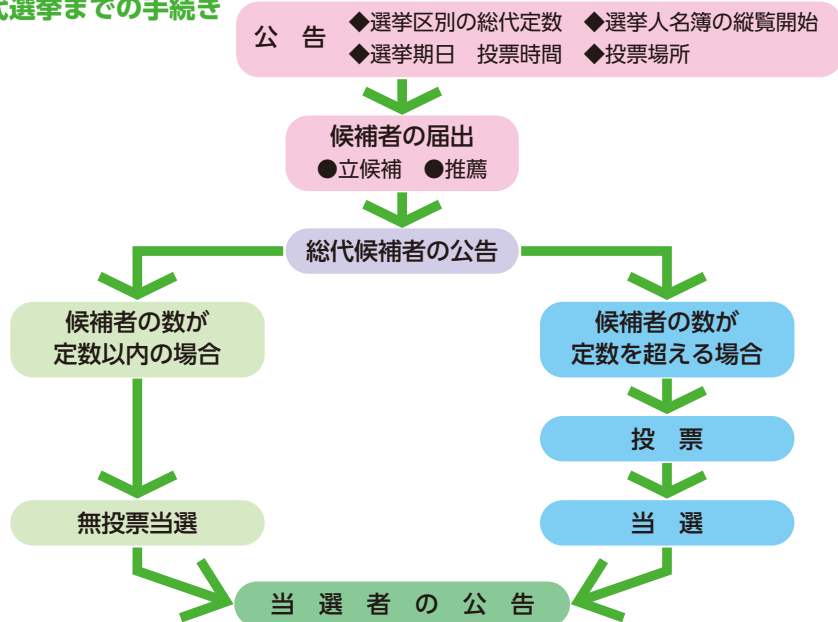 代選挙までの手続き
公 告 ◆選挙区別の総代定数 ◆選挙人名簿の縦覧開始
◆選挙期日 投票時間 ◆投票場所
候補者の届出
●立候補 ●推薦
総代候補者の公告
候補者の数が
定数以内の場合
候補者の数が
定数を超える場合
投 票
無投票当選
当 選
当 選 者 の 公 告